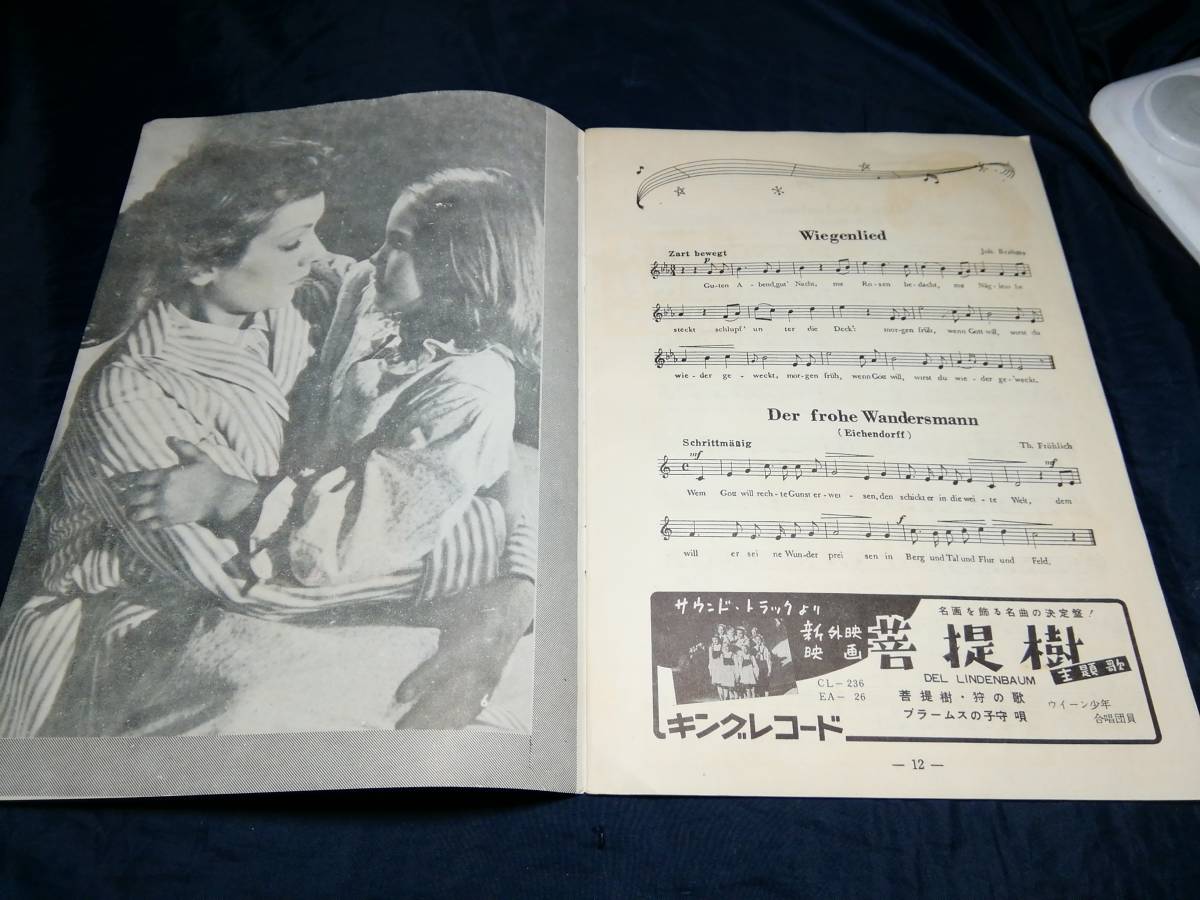 Wiegenlied
Zart bewegt
Joh. Brahms
p
Gu-ten A - bend, gut' Nacht, mit Ro - sen be - dacht, mit Näg-lein be
steckt schlupf' un ter die Deck': mor-gen früh, wenn Gott will, wirst du
wie - der ge - weckt, mor-gen früh, wenn Gott will, wirst du wie - der ge-weckt.
Der frohe Wandersmann
(Eichendorff)
Schrittmäßig
Th. Fröhlich
mf
mf
Wem Gott will rech-te Gunst er-wei - sen, den schickt er in die wei - te Welt, dem
f
will er sei ne Wun-der prei sen in Berg und Tal und Flur und Feld.
サウンド・トラックより
名画を飾る名曲の決定盤!
新外映
映画
菩提樹
主題歌
DEL LINDENBAUM
CL-236
EA-26
菩提樹・狩の歌
ブラームスの子守唄
ウイーン少年
合唱団員
キングレコード
— 12 —